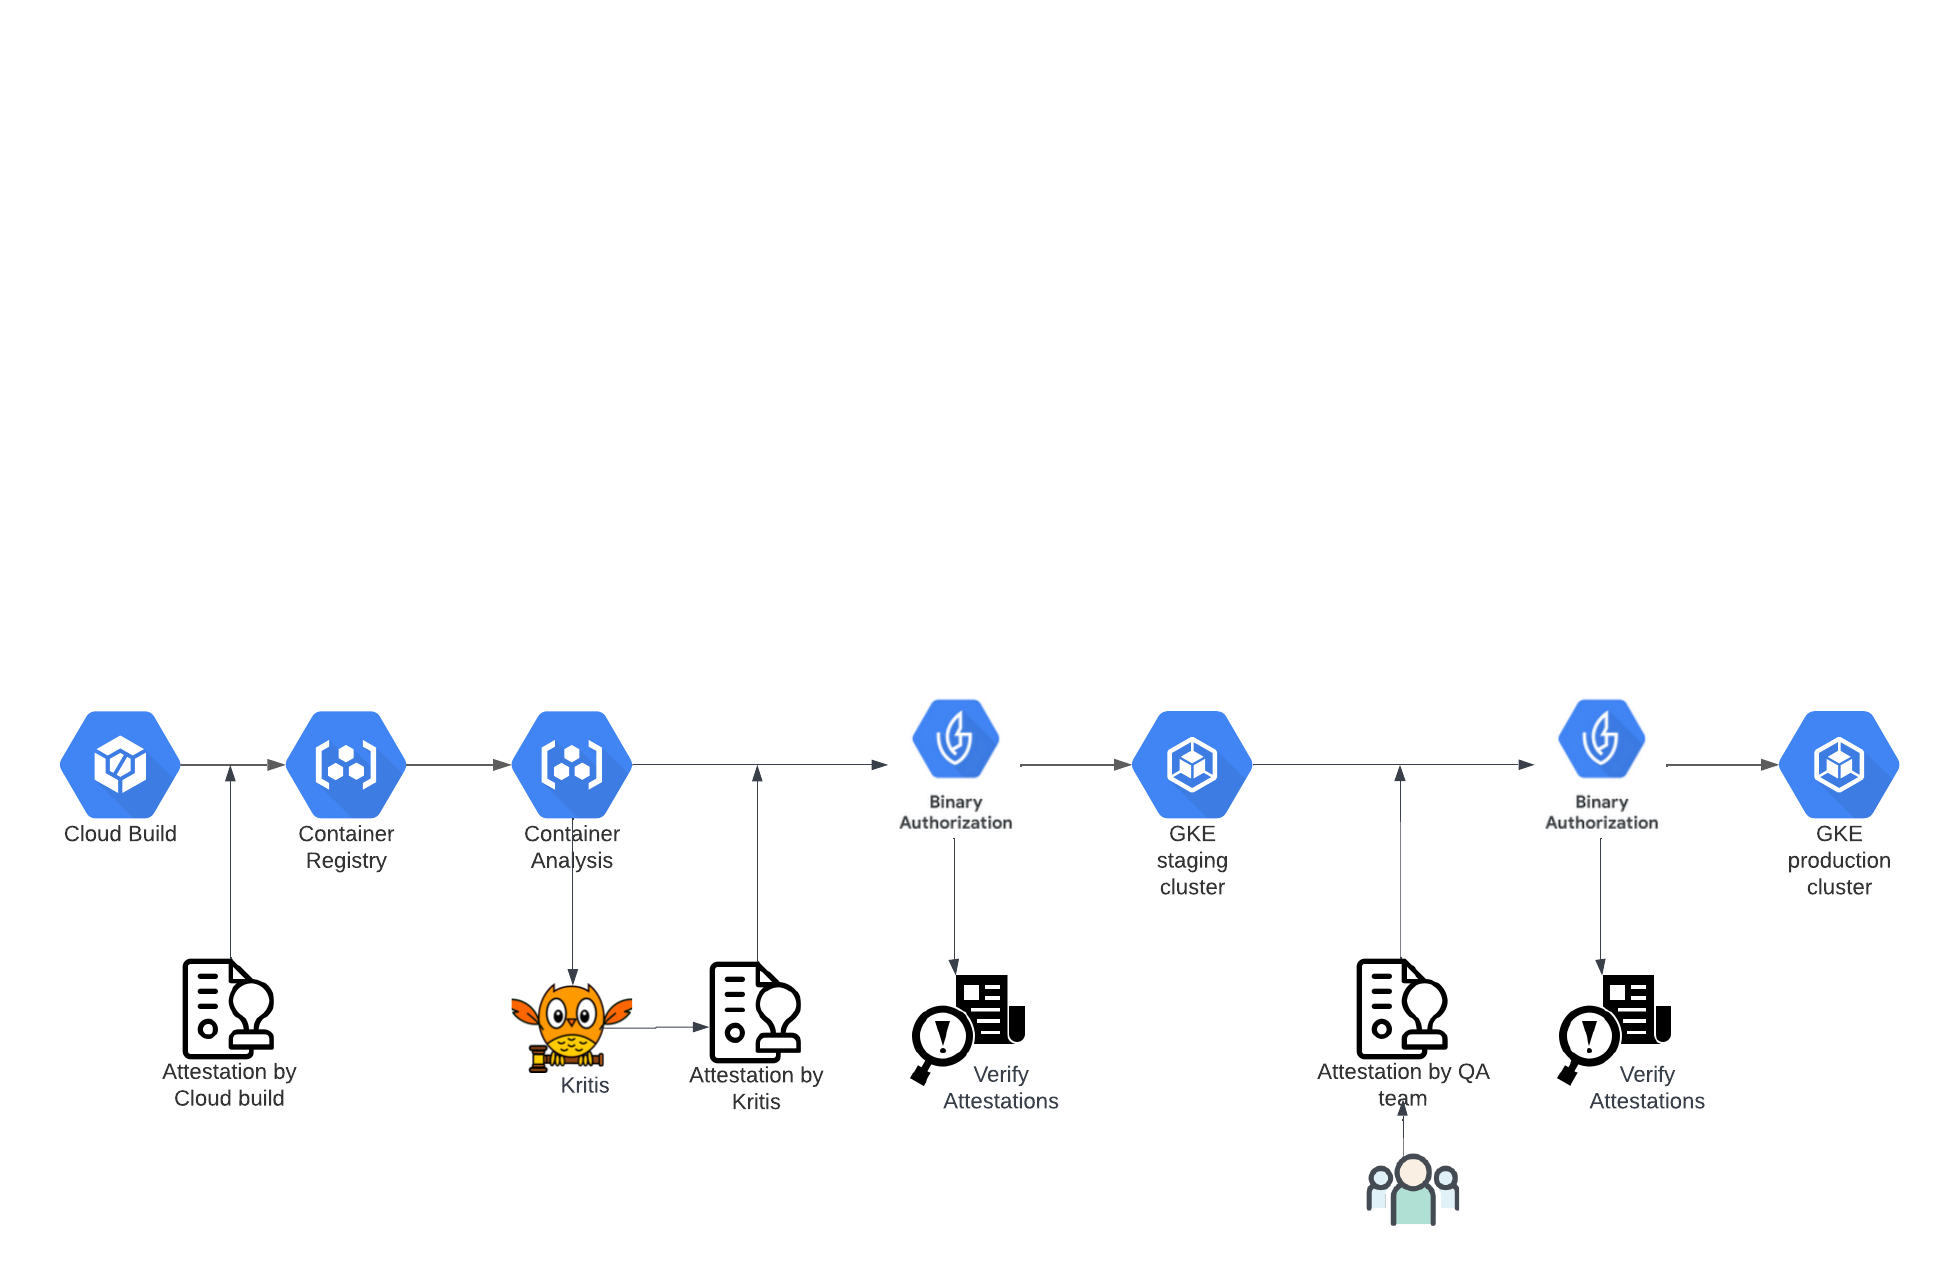 Cloud Build
Container
Registry
Container
Analysis
Binary
Authorization
GKE
staging
cluster
Binary
Authorization
GKE
production
cluster
Attestation by
Cloud build
Kritis
Attestation by
Kritis
Verify
Attestations
Attestation by QA
team
Verify
Attestations